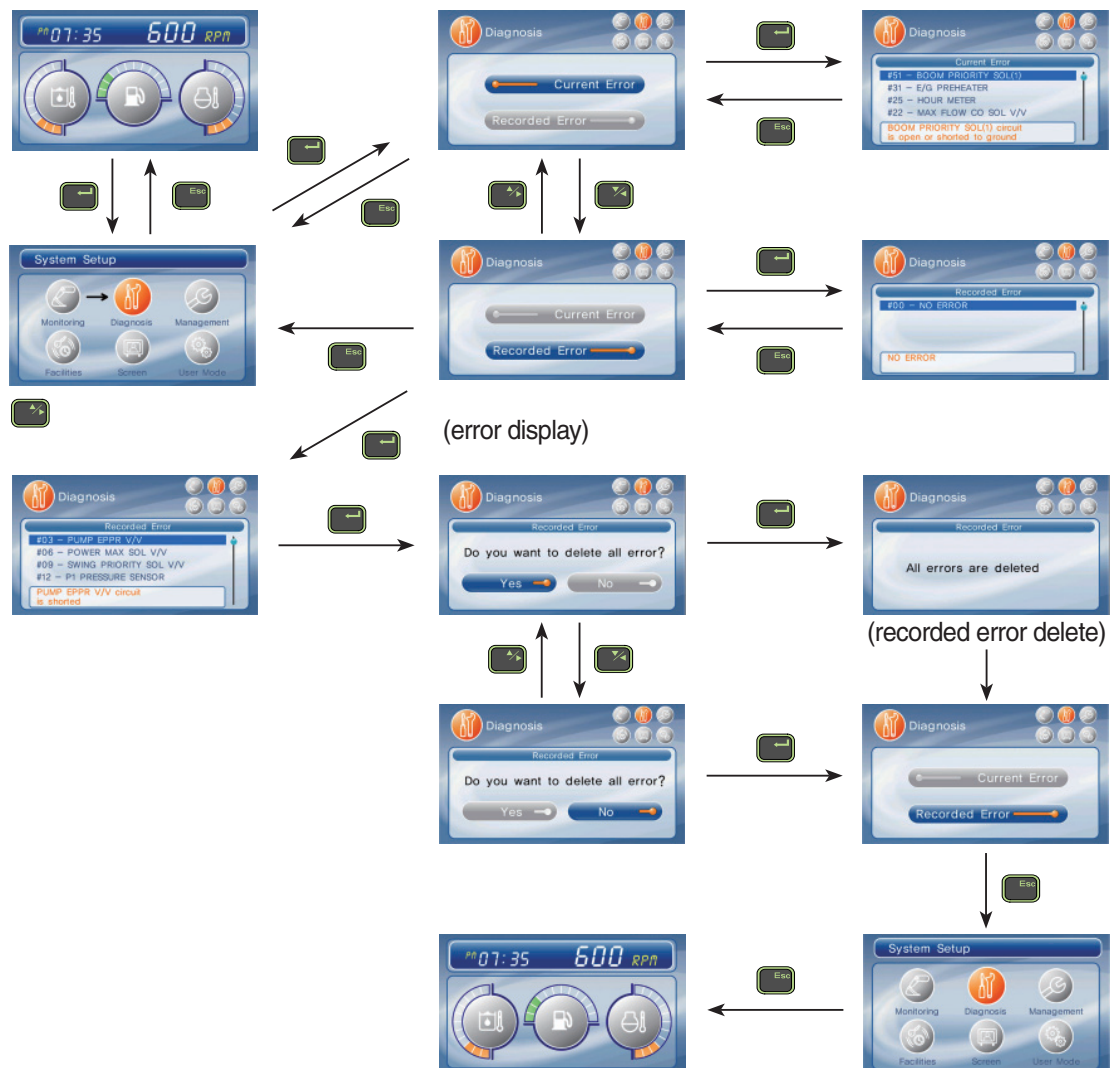 PM 07:35 600 RPM
Diagnosis
Current Error
Recorded Error
Diagnosis
Current Error
#51 - BOOM PRIORITY SOL(1)
#31 - E/G PREHEATER
#25 - HOUR METER
#22 - MAX FLOW CO SOL V/V
BOOM PRIORITY SOL(1) circuit
is open or shorted to ground
Esc
Esc
Esc
System Setup
Monitoring Diagnosis Management
Facilities Screen User Mode
Diagnosis
Current Error
Recorded Error
Diagnosis
Recorded Error
#00 - NO ERROR
NO ERROR
Esc
Esc
(error display)
Diagnosis
Recorded Error
#03 - PUMP EPPR V/V
#06 - POWER MAX SOL V/V
#09 - SWING PRIORITY SOL V/V
#12 - P1 PRESSURE SENSOR
PUMP EPPR V/V circuit
is shorted
Diagnosis
Recorded Error
Do you want to delete all error?
Yes No
Diagnosis
Recorded Error
All errors are deleted
(recorded error delete)
Diagnosis
Recorded Error
Do you want to delete all error?
Yes No
Diagnosis
Current Error
Recorded Error
Esc
PM 07:35 600 RPM
Esc
System Setup
Monitoring Diagnosis Management
Facilities Screen User Mode